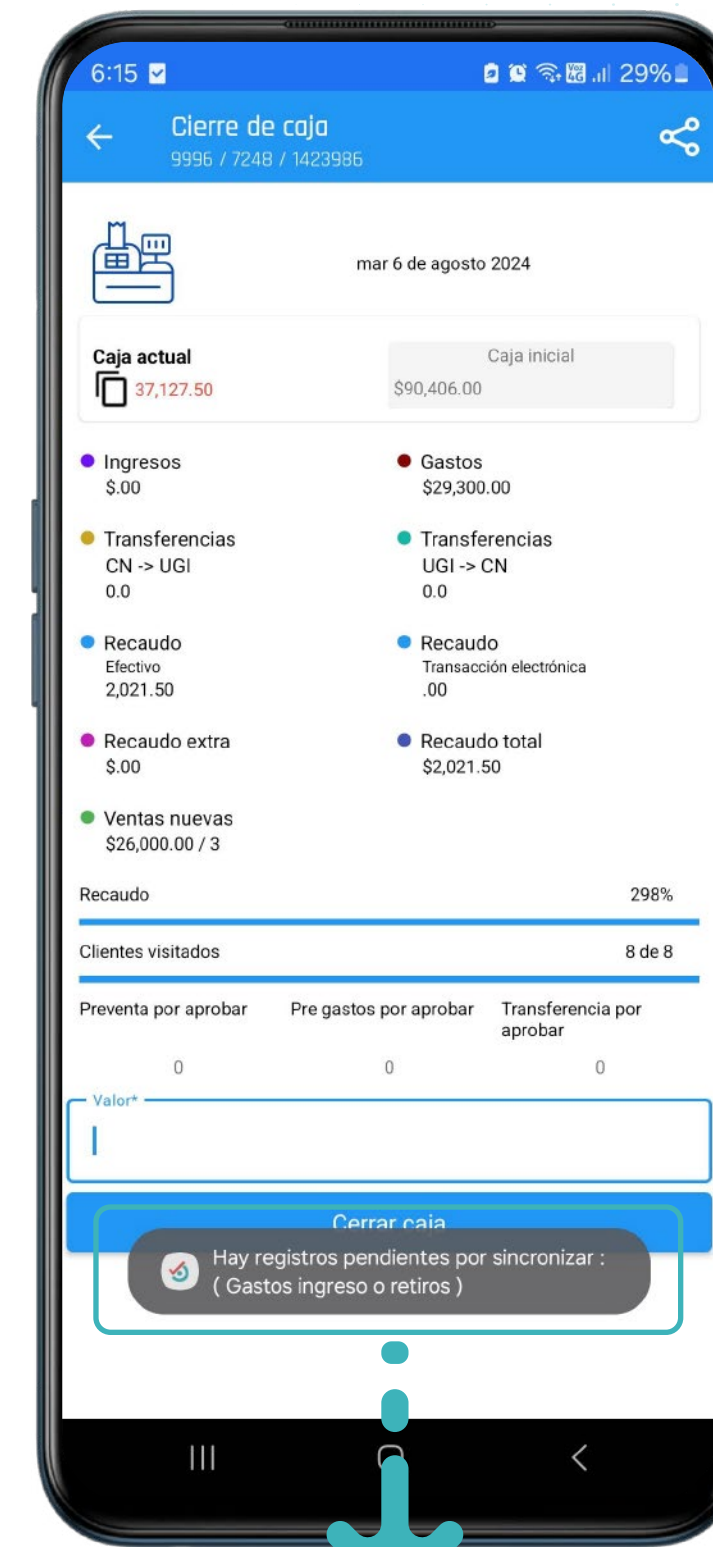 6:15
29%
Cierre de caja
9996 / 7248 / 1423986
mar 6 de agosto 2024
Caja actual
37,127.50
Caja inicial
$90,406.00
Ingresos
$.00
Gastos
$29,300.00
Transferencias
CN -> UGI
0.0
Transferencias
UGI -> CN
0.0
Recaudo
Efectivo
2,021.50
Recaudo
Transacción electrónica
.00
Recaudo extra
$.00
Recaudo total
$2,021.50
Ventas nuevas
$26,000.00 / 3
Recaudo 298%
Clientes visitados 8 de 8
Preventa por aprobar
Pre gastos por aprobar
Transferencia por
aprobar
0 0 0
Valor*
Cerrar caja
Hay registros pendientes por sincronizar :
( Gastos ingreso o retiros )